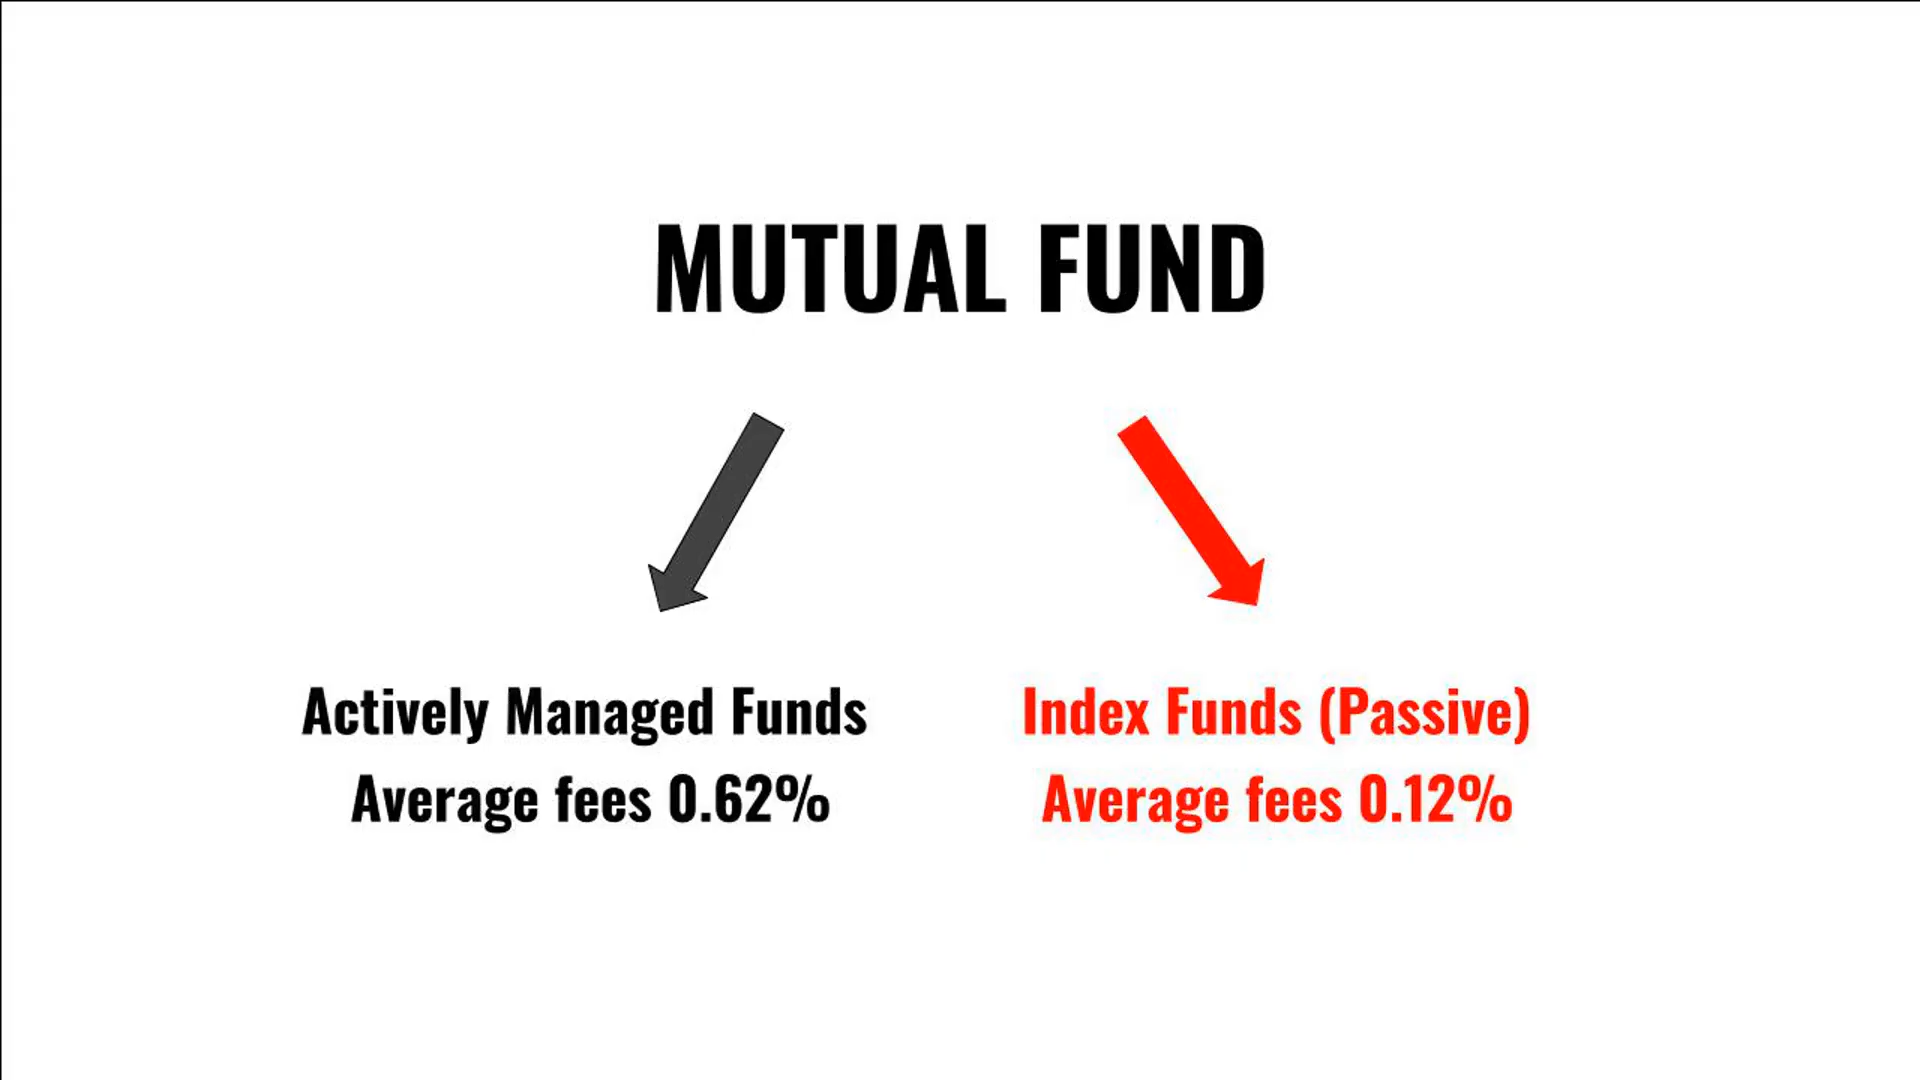 MUTUAL FUND
Actively Managed Funds
Average fees 0.62%
Index Funds (Passive)
Average fees 0.12%